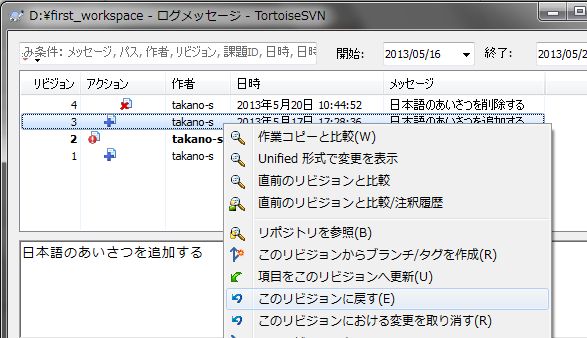 D:¥first_workspace - ログメッセージ - TortoiseSVN
み条件: メッセージ, パス, 作者, リビジョン, 課題ID, 日時, 日時
開始: 2013/05/16 終了: 2013/05/2
リビジョン アクション 作者 日時 メッセージ
4 takano-s 2013年5月20日 10:44:52 日本語のあいさつを削除する
3 takano-s 2013年5月17日 17:28:36 日本語のあいさつを追加する
2 takano-s
1 takano-s
作業コピーと比較(W)
Unified 形式で変更を表示
直前のリビジョンと比較
直前のリビジョンと比較/注釈履歴
リポジトリを参照(B)
このリビジョンからブランチ/タグを作成(R)
項目をこのリビジョンへ更新(U)
このリビジョンに戻す(E)
このリビジョンにおける変更を取り消す(R)
日本語のあいさつを追加する